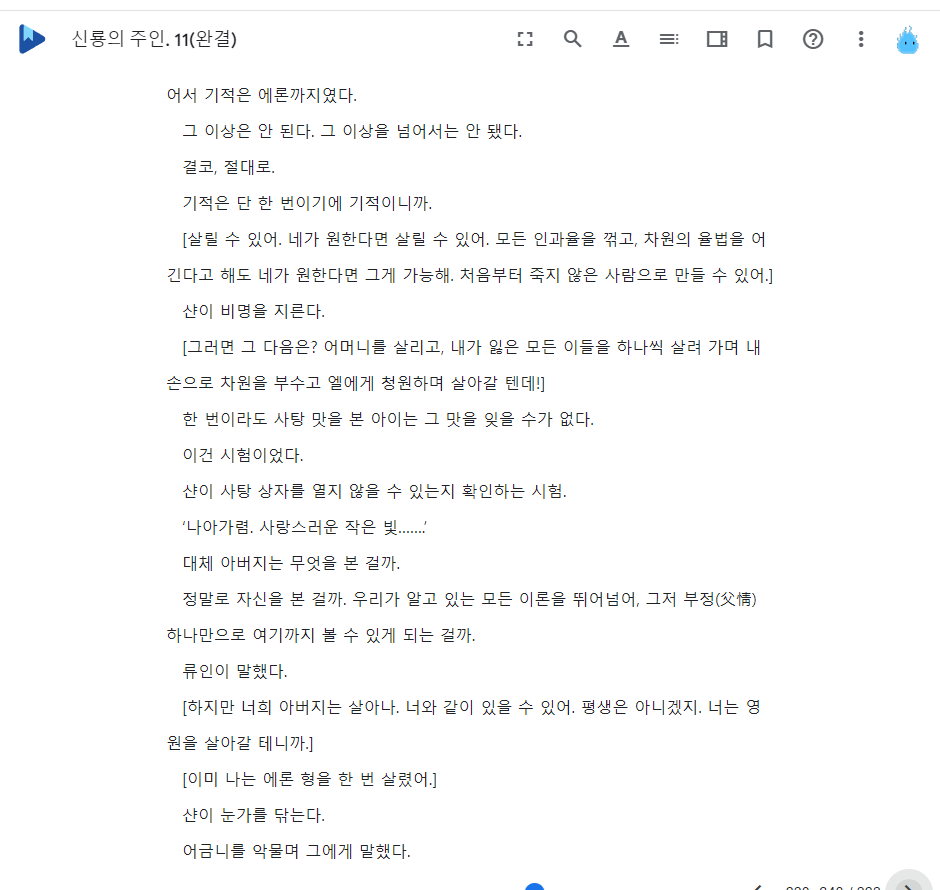 신룡의 주인. 11(완결)
어서 기적은 에론까지였다.
그 이상은 안 된다. 그 이상을 넘어서는 안 됐다.
결코, 절대로.
기적은 단 한 번이기에 기적이니까.
[살릴 수 있어. 네가 원한다면 살릴 수 있어. 모든 인과율을 꺾고, 차원의 율법을 어
긴다고 해도 네가 원한다면 그게 가능해. 처음부터 죽지 않은 사람으로 만들 수 있어.]
샨이 비명을 지른다.
[그러면 그 다음은? 어머니를 살리고, 내가 잃은 모든 이들을 하나씩 살려 가며 내
손으로 차원을 부수고 엘에게 청원하며 살아갈 텐데!]
한 번이라도 사탕 맛을 본 아이는 그 맛을 잊을 수가 없다.
이건 시험이었다.
샨이 사탕 상자를 열지 않을 수 있는지 확인하는 시험.
‘나아가렴. 사랑스러운 작은 빛......’
대체 아버지는 무엇을 본 걸까.
정말로 자신을 본 걸까. 우리가 알고 있는 모든 이론을 뛰어넘어, 그저 부정(父情)
하나만으로 여기까지 볼 수 있게 되는 걸까.
류인이 말했다.
[하지만 너희 아버지는 살아나. 너와 같이 있을 수 있어. 평생은 아니겠지. 너는 영
원을 살아갈 테니까.]
[이미 나는 에론 형을 한 번 살렸어.]
샨이 눈가를 닦는다.
어금니를 악물며 그에게 말했다.